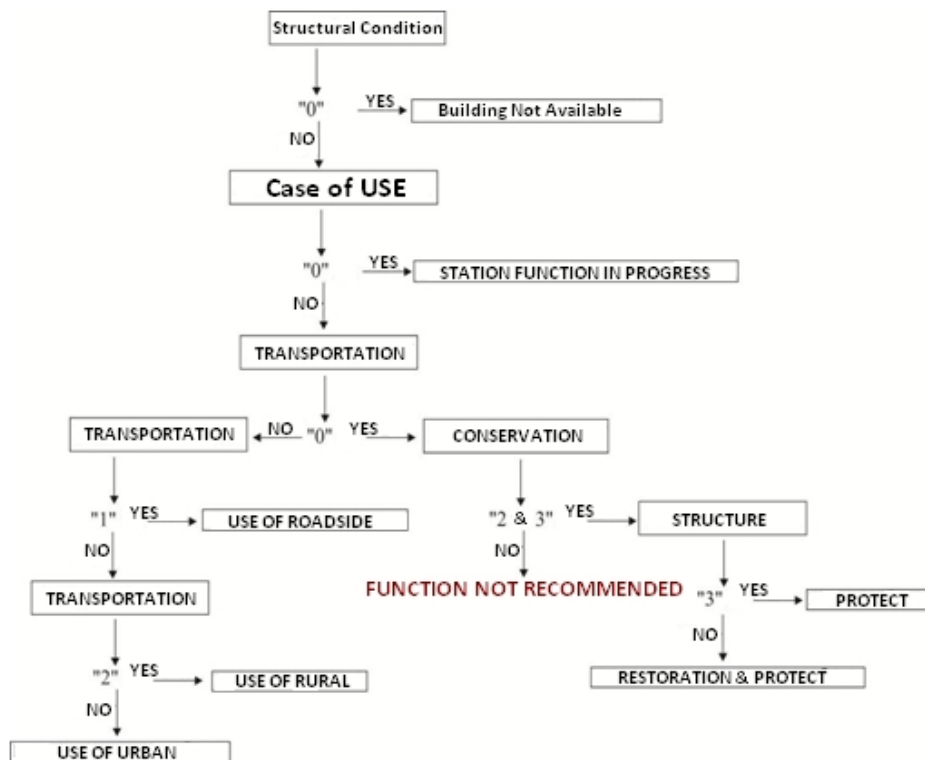 Structural Condition
"0" YES Building Not Available
NO
Case of USE
"0" YES STATION FUNCTION IN PROGRESS
NO
TRANSPORTATION
TRANSPORTATION NO "0" YES CONSERVATION
"1" YES USE OF ROADSIDE "2 & 3" YES STRUCTURE
NO NO
TRANSPORTATION FUNCTION NOT RECOMMENDED "3" YES PROTECT
NO
"2" YES USE OF RURAL RESTORATION & PROTECT
NO
USE OF URBAN